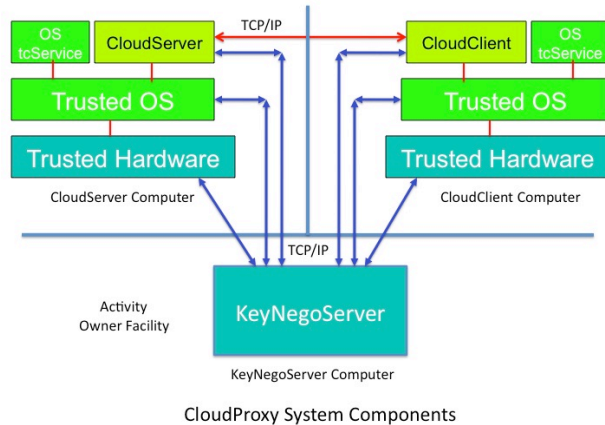 TCP/IP
OS
tcService
CloudServer
CloudClient
OS
tcService
Trusted OS
Trusted OS
Trusted Hardware
Trusted Hardware
CloudServer Computer
CloudClient Computer
TCP/IP
KeyNegoServer
Activity
Owner Facility
KeyNegoServer Computer
CloudProxy System Components